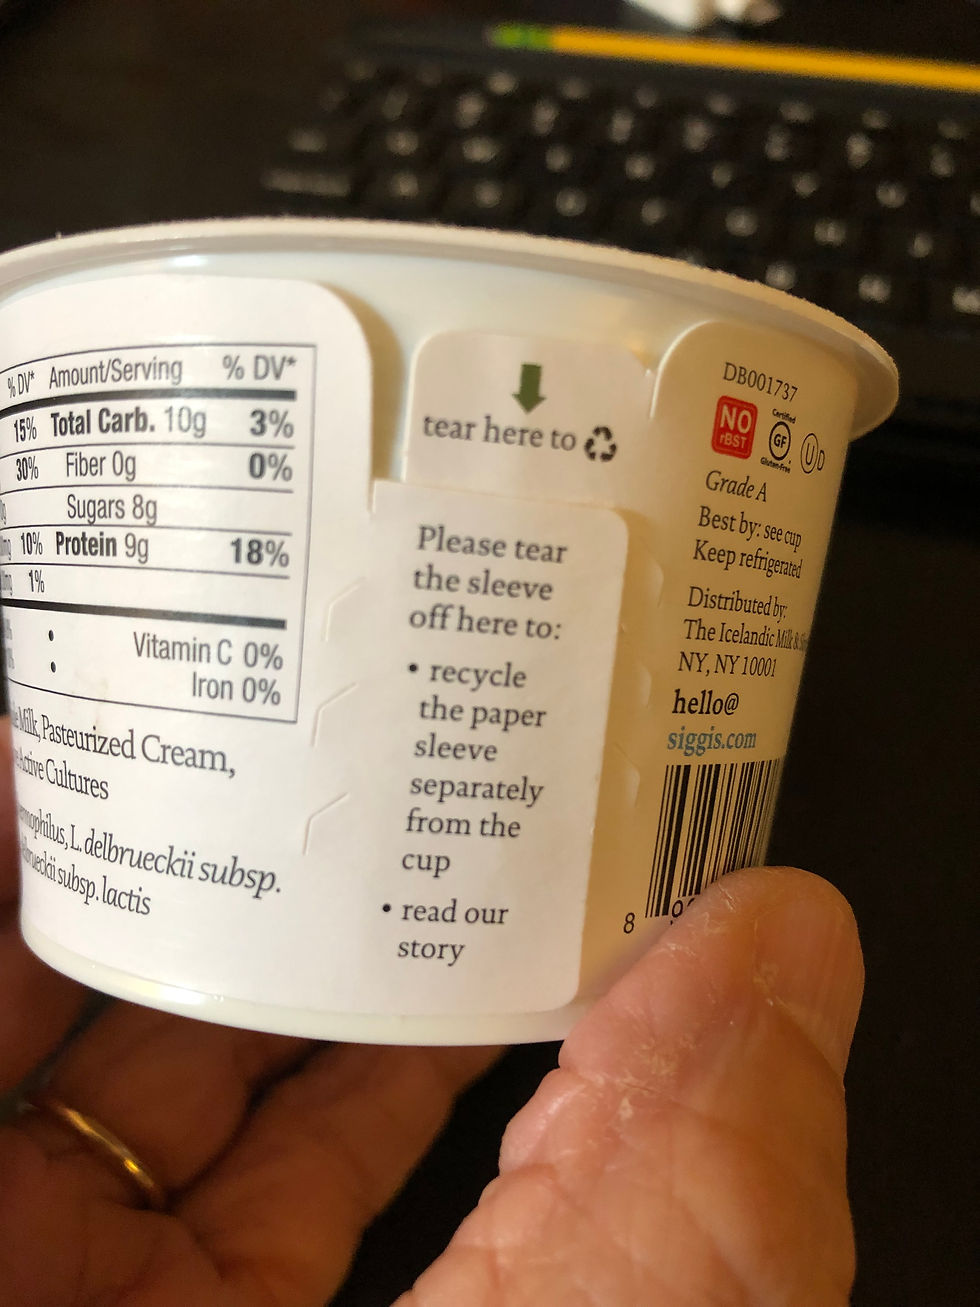 % DV* Amount/Serving % DV*
15% Total Carb. 10g 3%
30% Fiber 0g 0%
Sugars 8g
10% Protein 9g 18%
1%
• Vitamin C 0%
• Iron 0%
Milk, Pasteurized Cream,
Active Cultures
L. delbrueckii subsp.
subsp. lactis
tear here to
Please tear
the sleeve
off here to:
• recycle
the paper
sleeve
separately
from the
cup
• read our
story
DB001737
NO
rBST
Certified
GF
Gluten-Free
U D
Grade A
Best by: see cup
Keep refrigerated
Distributed by:
The Icelandic Milk &
NY, NY 10001
hello@
siggis.com
8